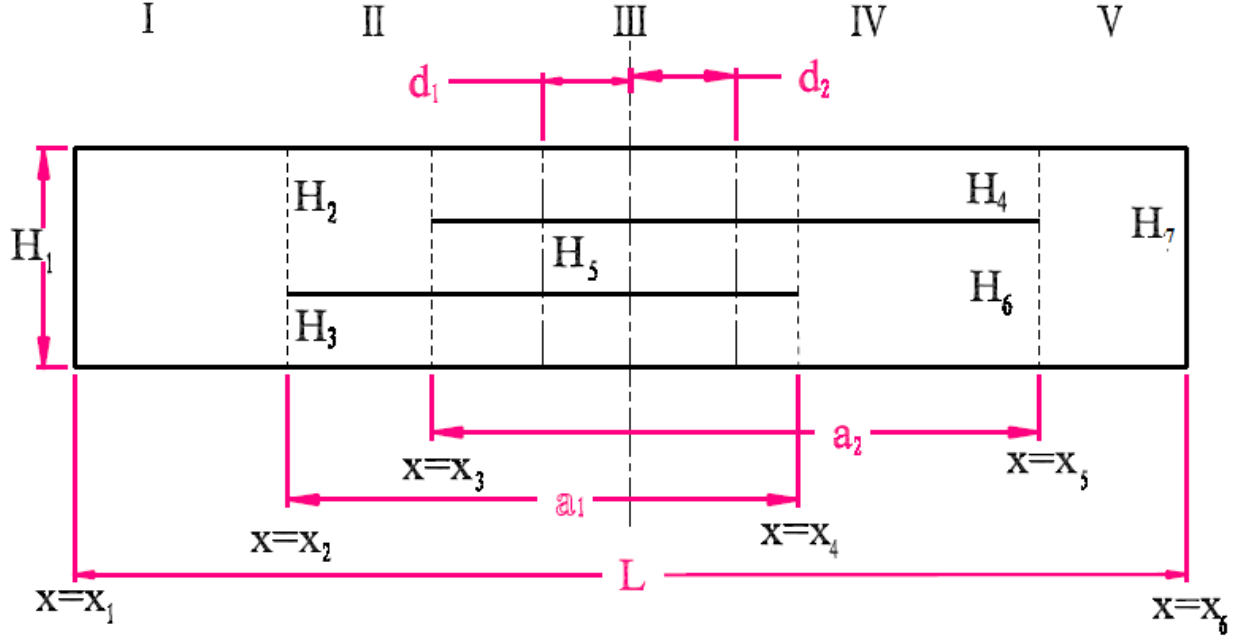 I II III IV V
d₁ d₂
H₂ H₄
H₁ H₅ H₇
H₃ H₆
a₂
x=x₃ x=x₅
a₁
x=x₂ x=x₄
L
x=x₁ x=x₆